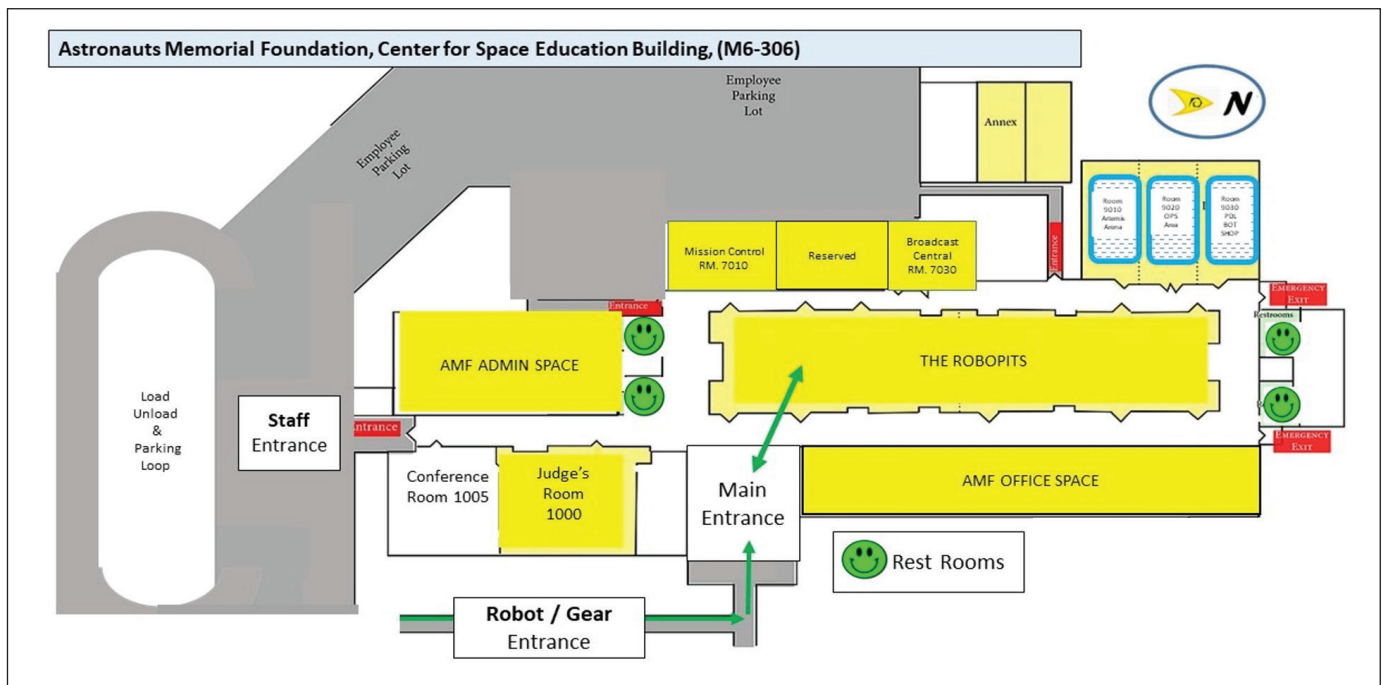 Astronauts Memorial Foundation, Center for Space Education Building, (M6-306)
Employee
Parking
Lot
Employee
Parking
Lot
Annex
N
Room
9010
Artemis
Arena
Room
9020
OPS
Area
Room
9030
PDL
BOT
SHOP
Mission Control
RM. 7010
Reserved
Broadcast
Central
RM. 7030
Entrance
Emergency
Exit
Restrooms
Entrance
AMF ADMIN SPACE
THE ROBOPITS
Load
Unload
&
Parking
Loop
Staff
Entrance
Entrance
Emergency
Exit
Conference
Room 1005
Judge's
Room
1000
Main
Entrance
AMF OFFICE SPACE
Rest Rooms
Robot / Gear
Entrance